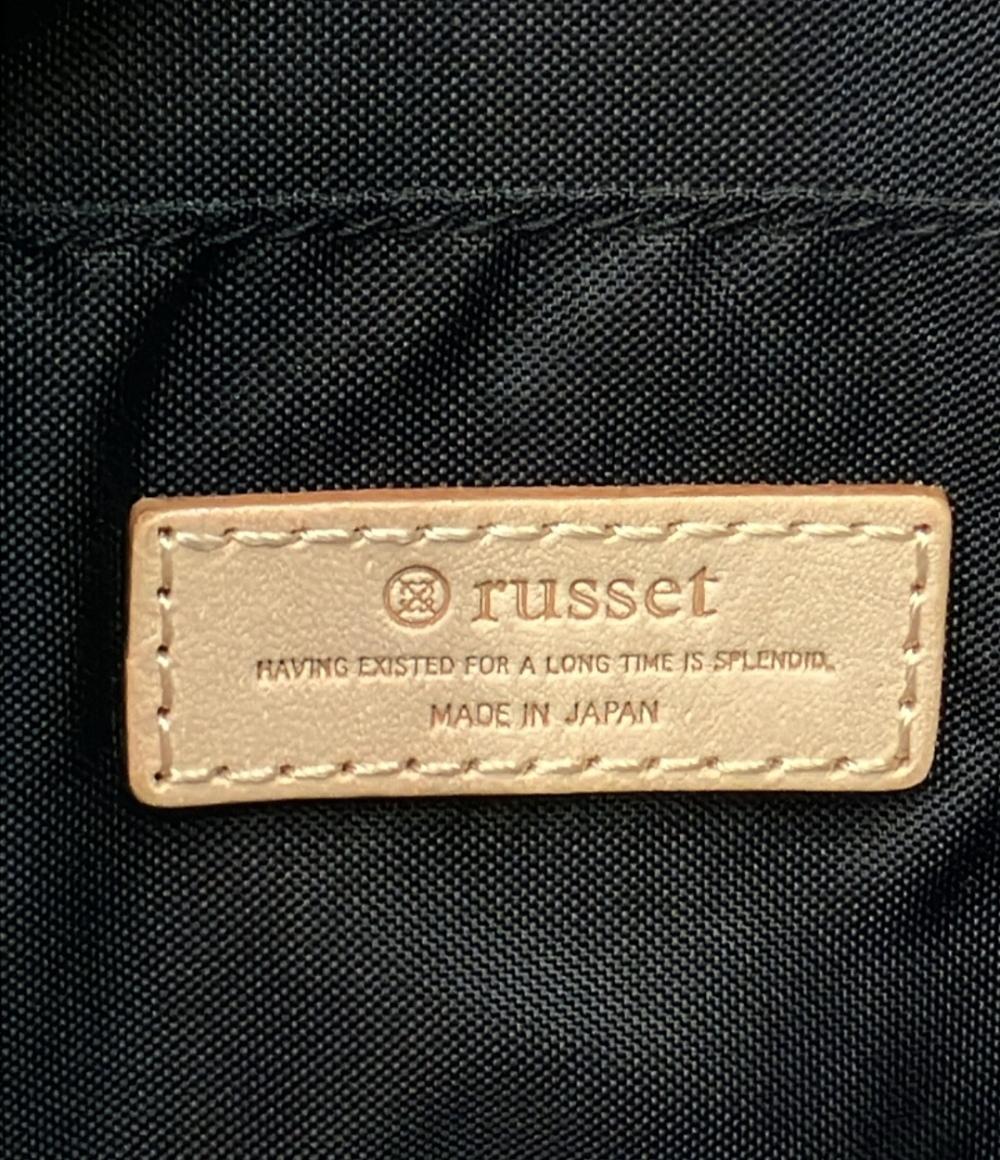 russet
HAVING EXISTED FOR A LONG TIME IS SPLENDID.
MADE IN JAPAN